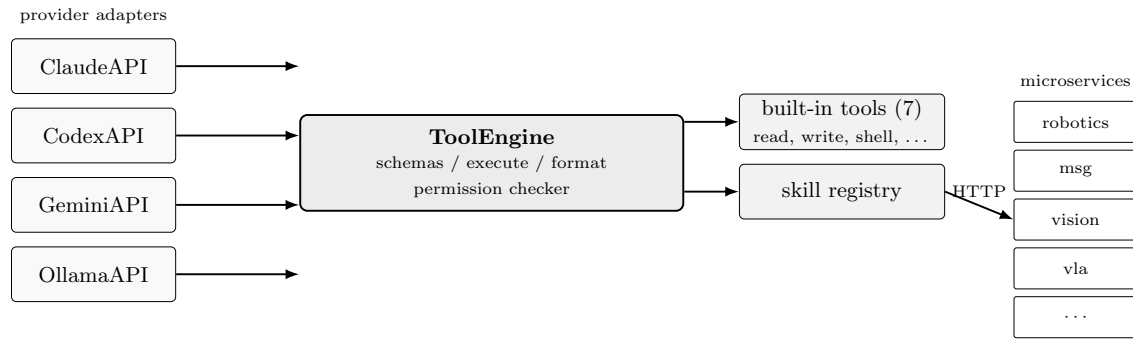 provider adapters
ClaudeAPI
CodexAPI
GeminiAPI
OllamaAPI
ToolEngine
schemas / execute / format
permission checker
built-in tools (7)
read, write, shell, . . .
skill registry
HTTP
microservices
robotics
msg
vision
vla
. . .